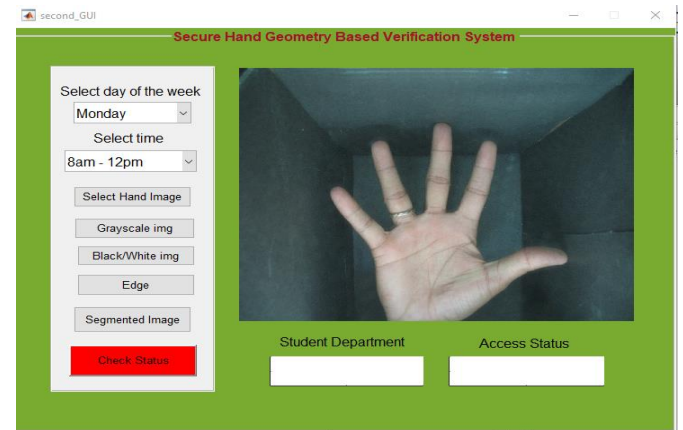 second_GUI
Secure Hand Geometry Based Verification System
Select day of the week
Monday
Select time
8am - 12pm
Select Hand Image
Grayscale img
Black/White img
Edge
Segmented Image
Check Status
Student Department
Access Status